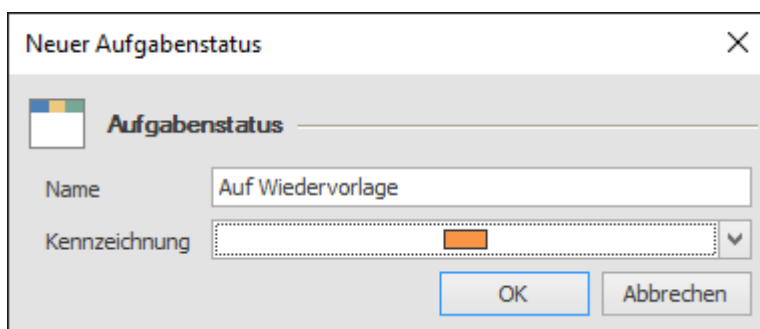 Neuer Aufgabenstatus
Aufgabenstatus
Name Auf Wiedervorlage
Kennzeichnung
OK Abbrechen